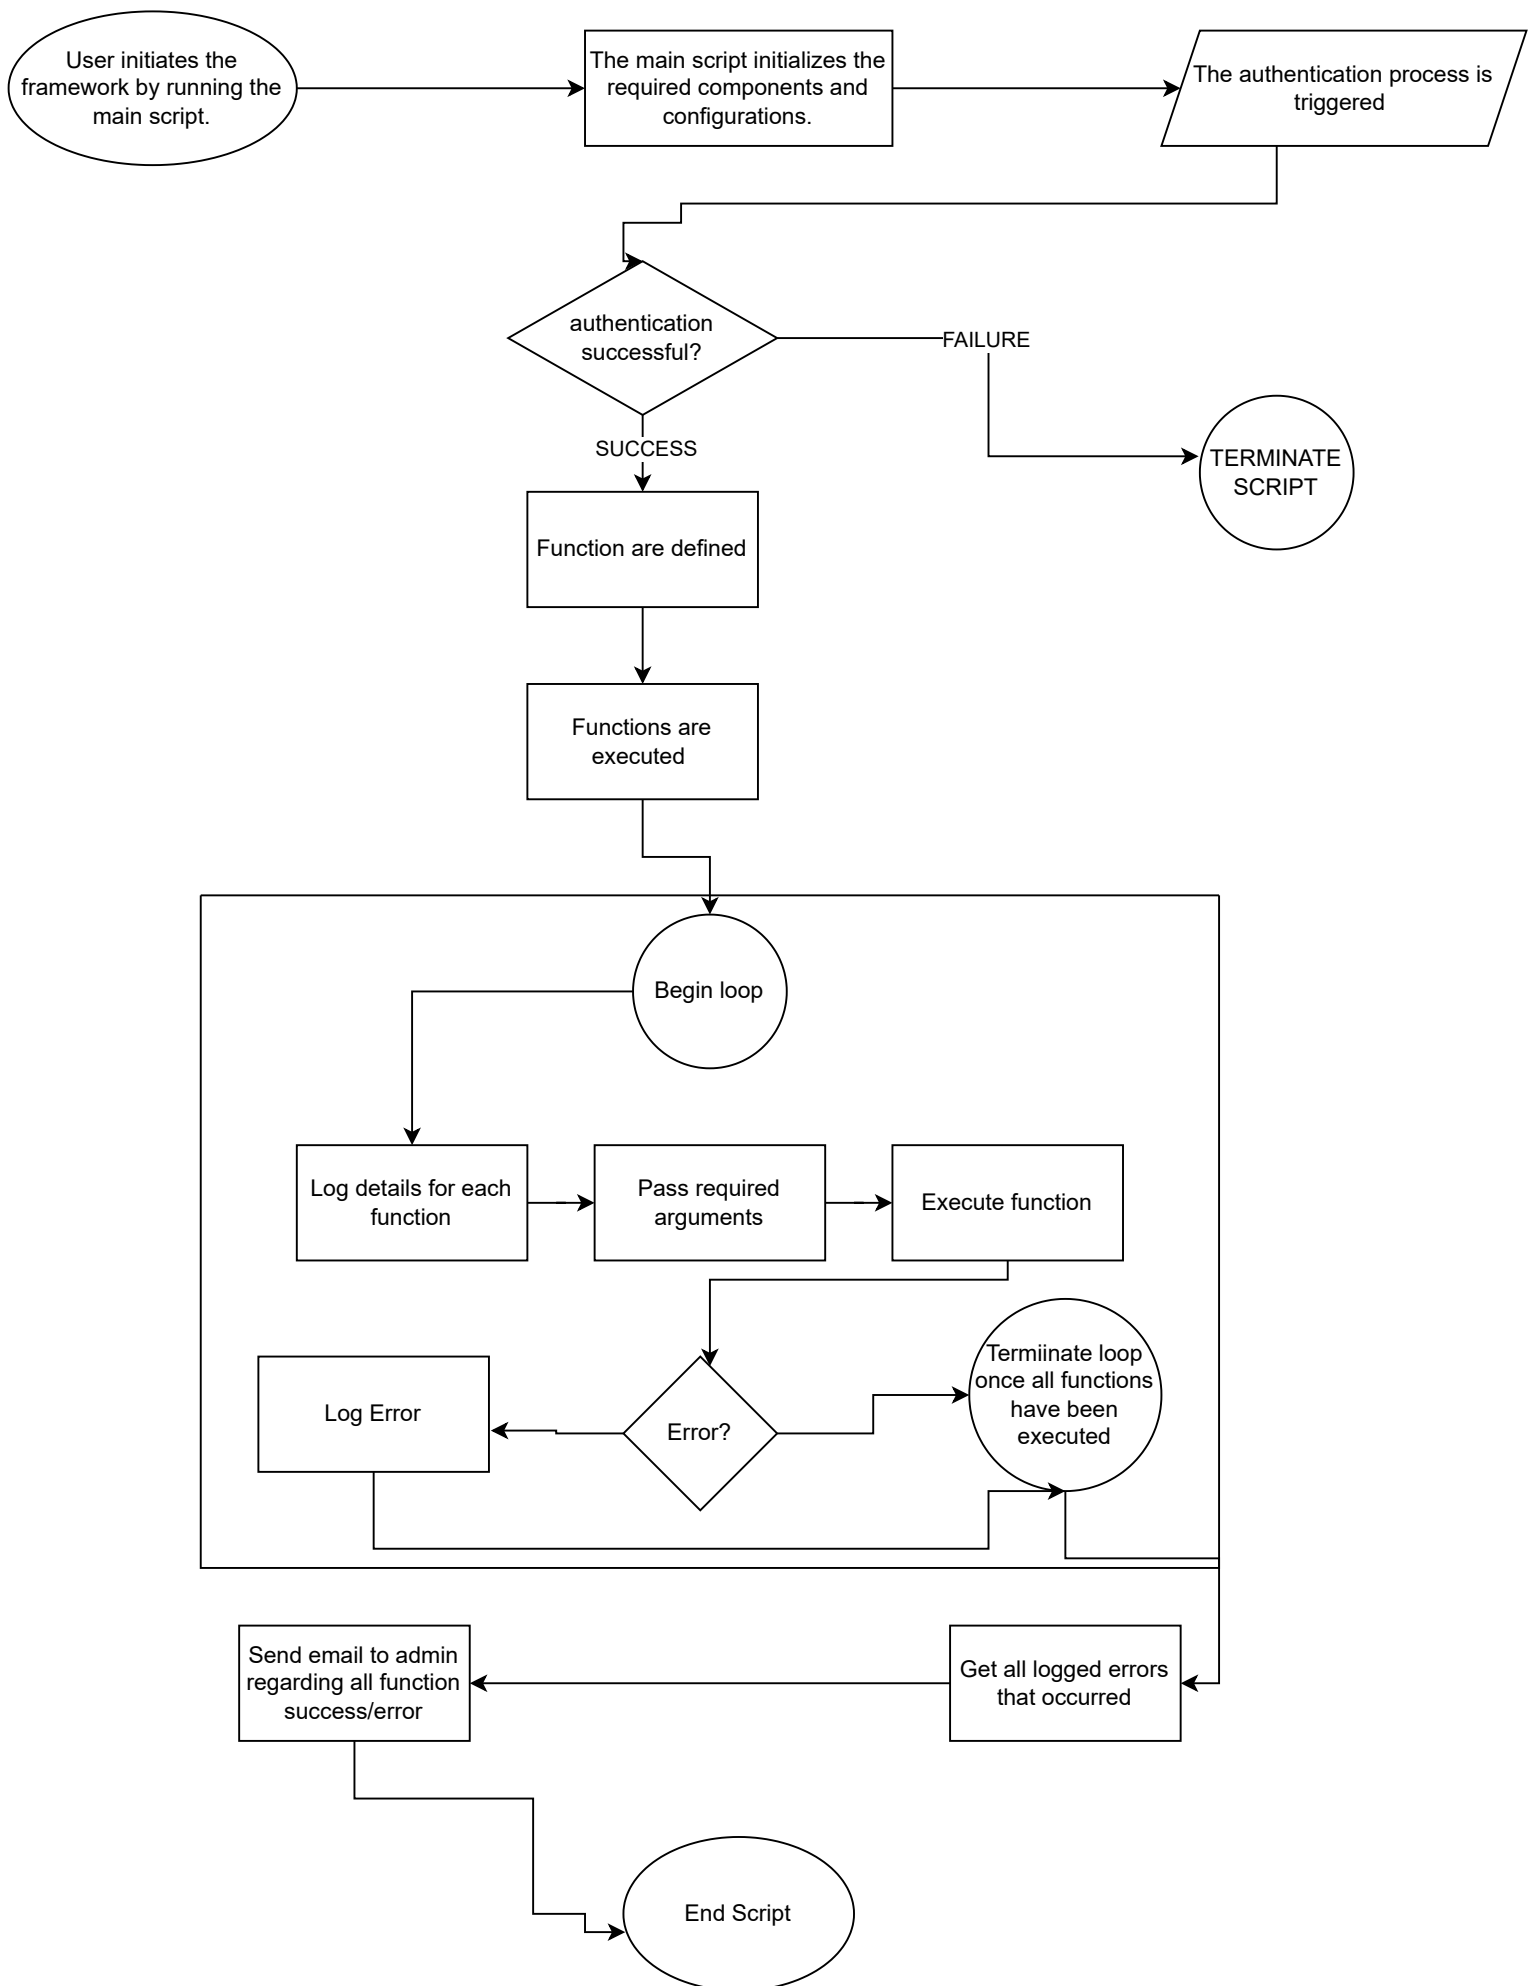 User initiates the
framework by running the
main script.
The main script initializes the
required components and
configurations.
The authentication process is
triggered
authentication
successful?
FAILURE
SUCCESS
TERMINATE
SCRIPT
Function are defined
Functions are
executed
Begin loop
Log details for each
function
Pass required
arguments
Execute function
Log Error
Error?
Termiinate loop
once all functions
have been
executed
Send email to admin
regarding all function
success/error
Get all logged errors
that occurred
End Script